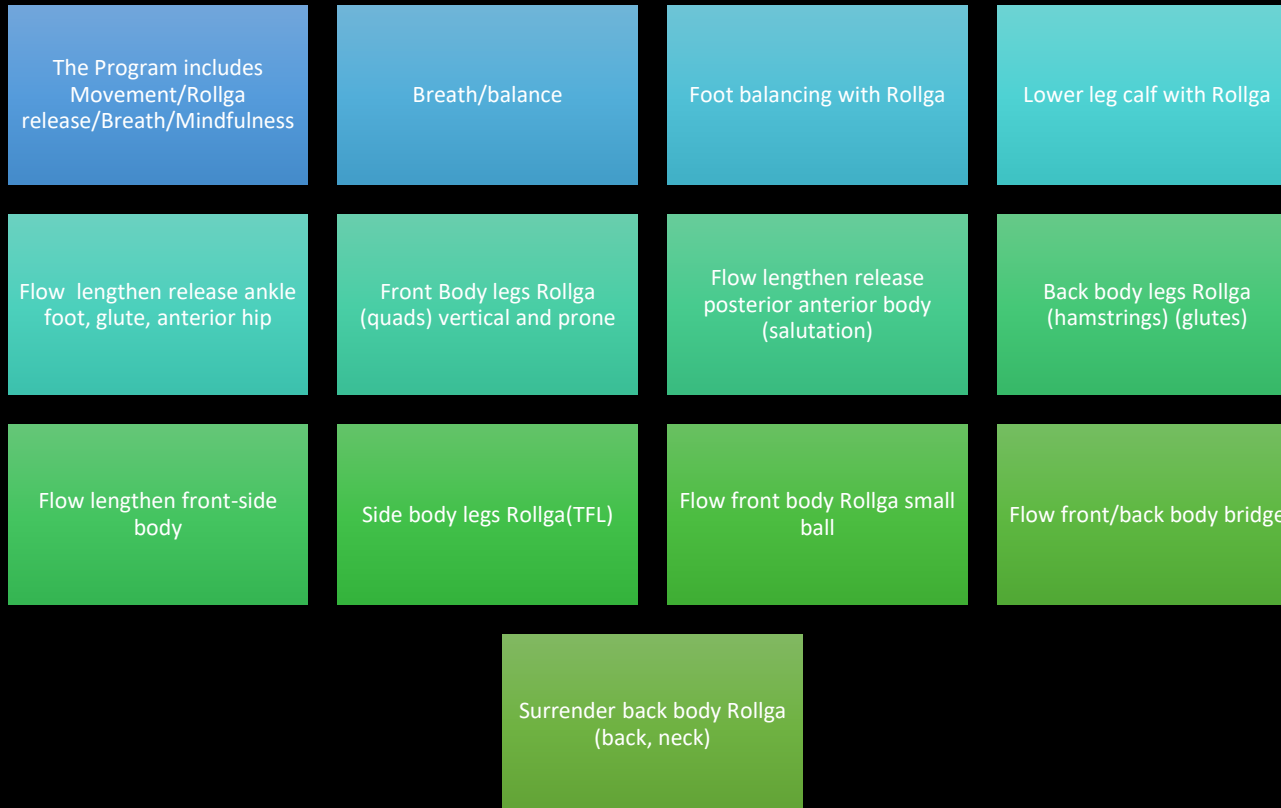 The Program includes
Movement/Rollga
release/Breath/Mindfulness
Breath/balance
Foot balancing with Rollga
Lower leg calf with Rollga
Flow  lengthen release ankle
foot, glute, anterior hip
Front Body legs Rollga
(quads) vertical and prone
Flow lengthen release
posterior anterior body
(salutation)
Back body legs Rollga
(hamstrings) (glutes)
Flow lengthen front-side
body
Side body legs Rollga(TFL)
Flow front body Rollga small
ball
Flow front/back body bridge
Surrender back body Rollga
(back, neck)